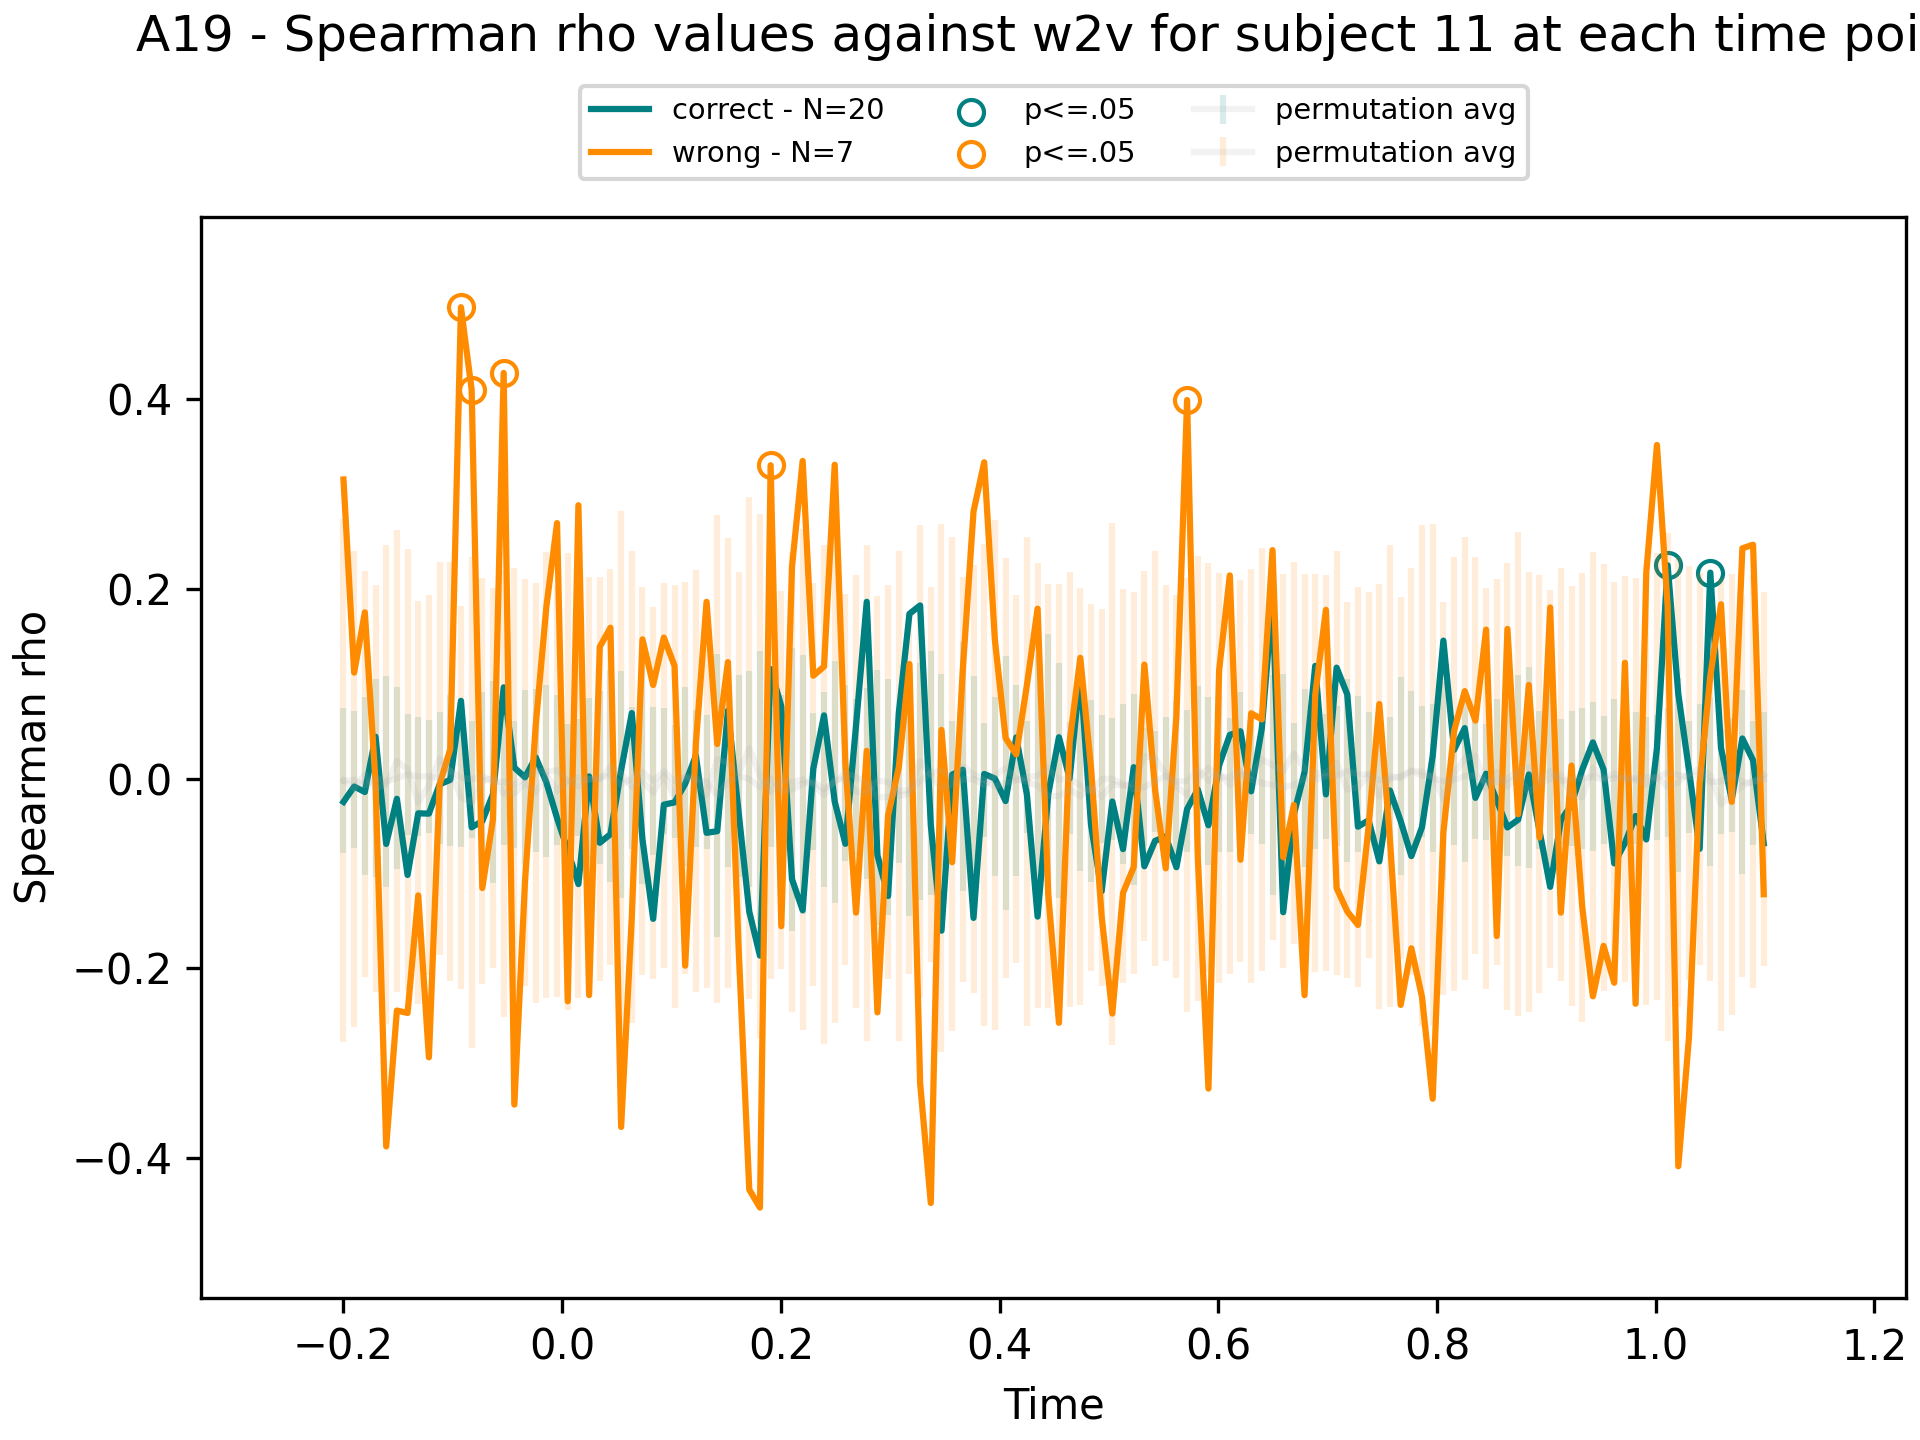 A19 - Spearman rho values against w2v for subject 11 at each time poi
correct - N=20 p<=.05 permutation avg
wrong - N=7 p<=.05 permutation avg
Spearman rho
0.4
0.2
0.0
−0.2
−0.4
−0.2 0.0 0.2 0.4 0.6 0.8 1.0 1.2
Time